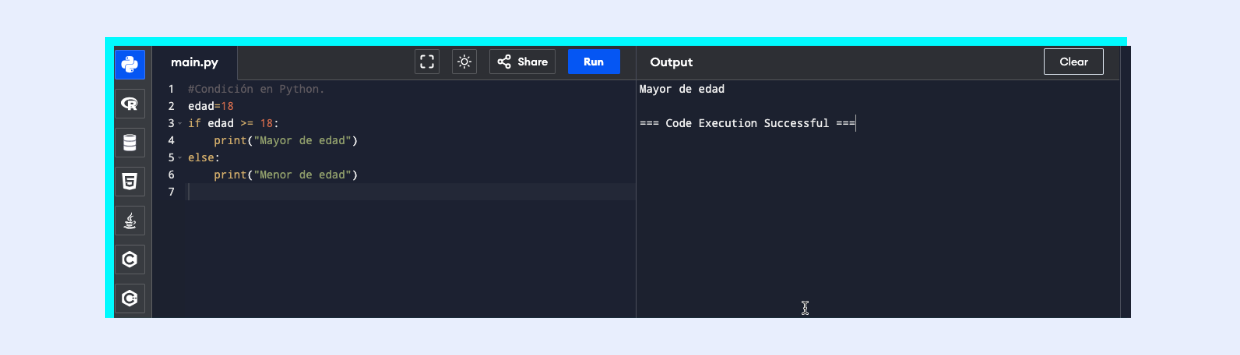 main.py
Share
Run
Output
Clear
1 #Condición en Python.
2 edad=18
3 if edad >= 18:
4     print("Mayor de edad")
5 else:
6     print("Menor de edad")
7
Mayor de edad
=== Code Execution Successful ===